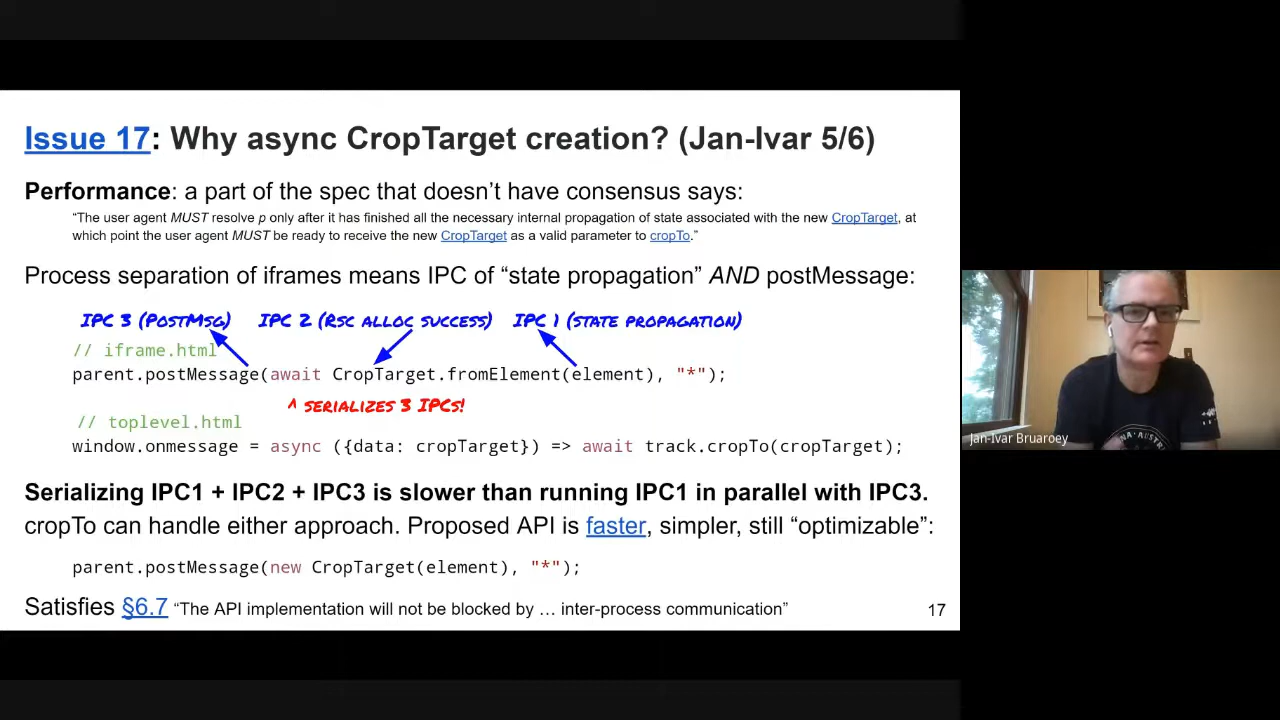 Issue 17: Why async CropTarget creation? (Jan-Ivar 5/6)
Performance: a part of the spec that doesn’t have consensus says:
“The user agent MUST resolve p only after it has finished all the necessary internal propagation of state associated with the new CropTarget, at
which point the user agent MUST be ready to receive the new CropTarget as a valid parameter to cropTo.”
Process separation of iframes means IPC of “state propagation” AND postMessage:
IPC 3 (PostMsg) IPC 2 (Rsc alloc success) IPC 1 (state propagation)
// iframe.html
parent.postMessage(await CropTarget.fromElement(element), "*");
^ serializes 3 IPCs!
// toplevel.html
window.onmessage = async ({data: cropTarget}) => await track.cropTo(cropTarget);
Serializing IPC1 + IPC2 + IPC3 is slower than running IPC1 in parallel with IPC3.
cropTo can handle either approach. Proposed API is faster, simpler, still “optimizable”:
parent.postMessage(new CropTarget(element), "*");
Satisfies §6.7 “The API implementation will not be blocked by … inter-process communication”
17
Jan-Ivar Bruaroey